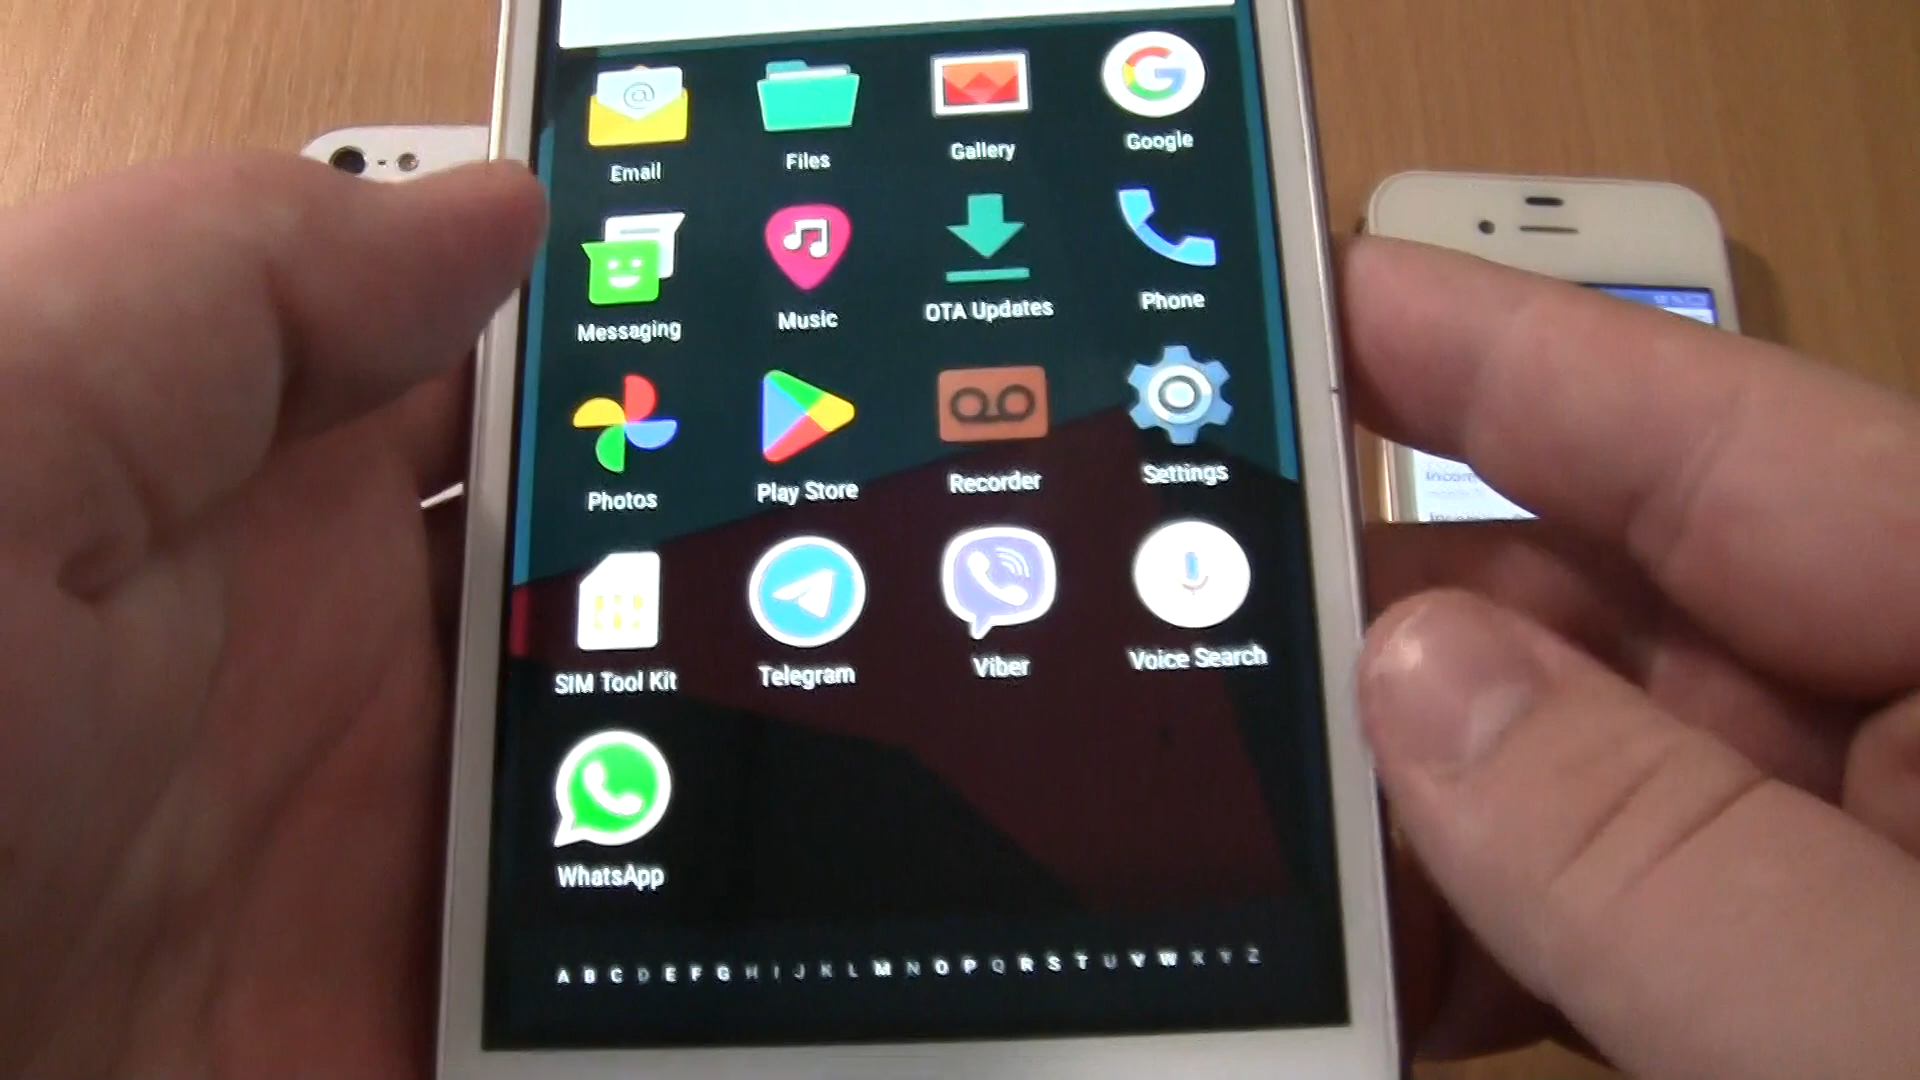 Email Files Gallery Google
Messaging Music OTA Updates Phone
Photos Play Store Recorder Settings
SIM Tool Kit Telegram Viber Voice Search
WhatsApp
A B C D E F G H I J K L M N O P Q R S T U V W X Y Z